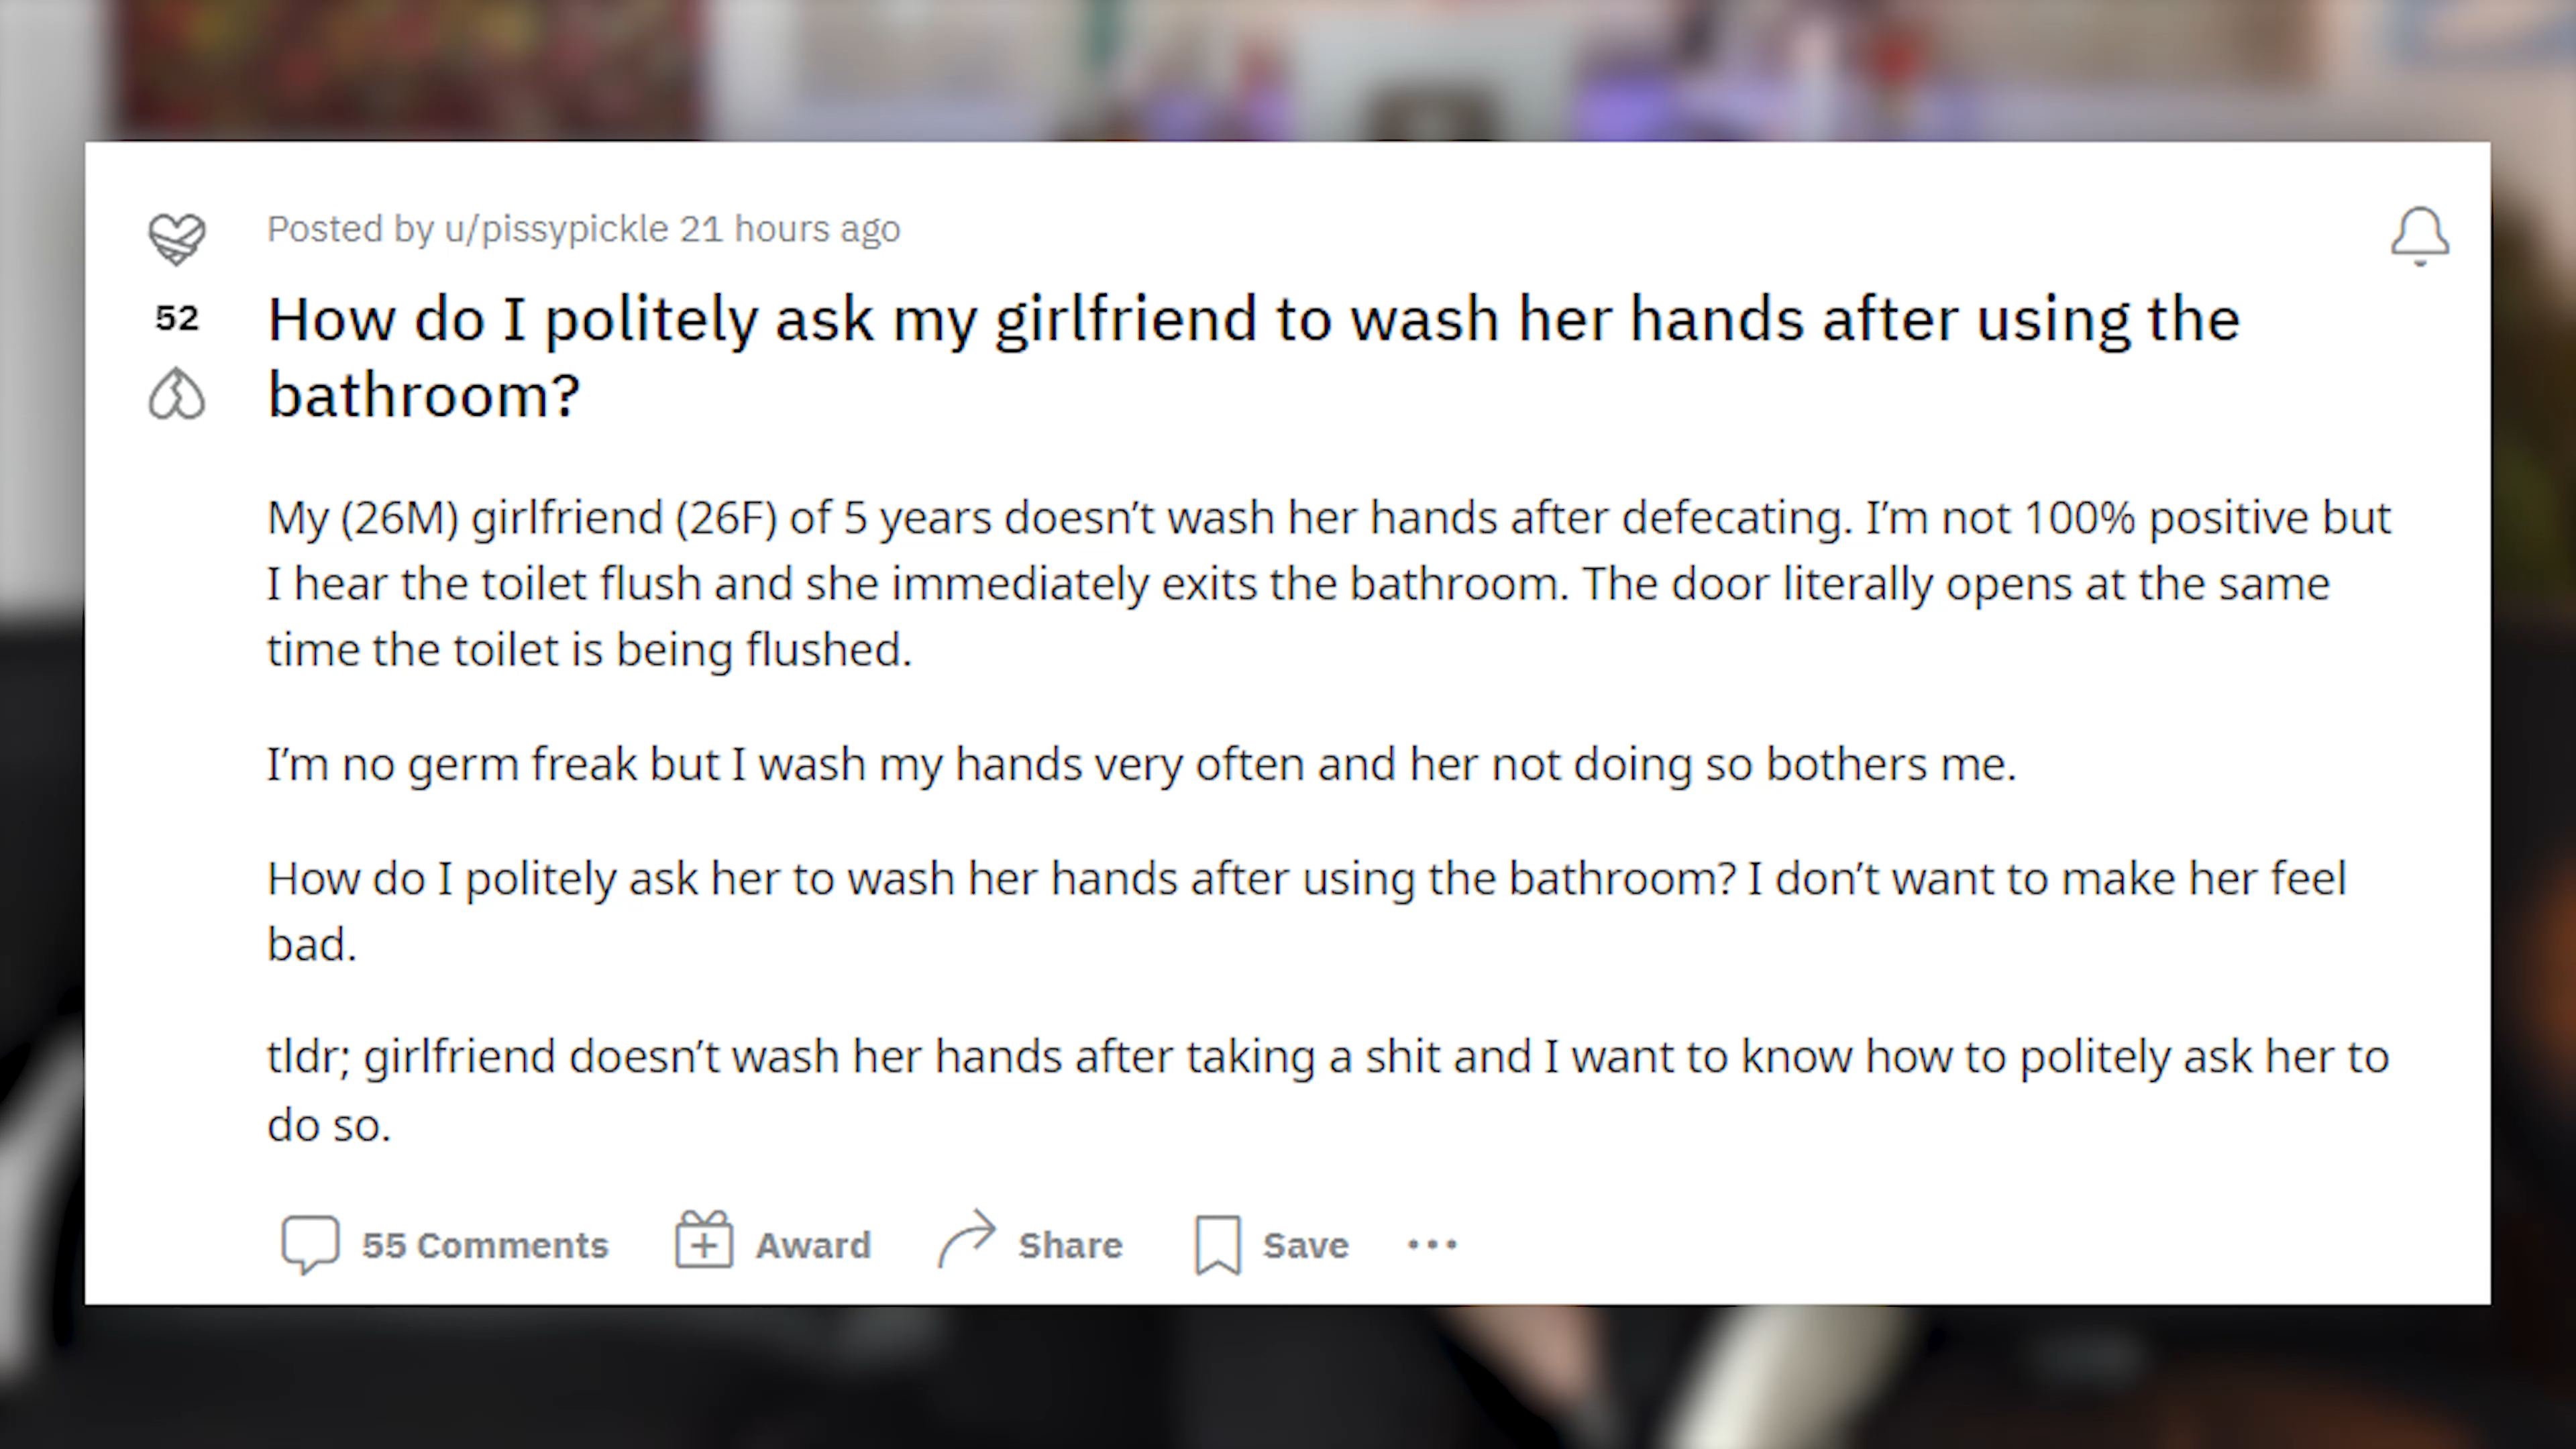 Posted by u/pissypickle 21 hours ago
52
How do I politely ask my girlfriend to wash her hands after using the
bathroom?
My (26M) girlfriend (26F) of 5 years doesn’t wash her hands after defecating. I’m not 100% positive but
I hear the toilet flush and she immediately exits the bathroom. The door literally opens at the same
time the toilet is being flushed.
I’m no germ freak but I wash my hands very often and her not doing so bothers me.
How do I politely ask her to wash her hands after using the bathroom? I don’t want to make her feel
bad.
tldr; girlfriend doesn’t wash her hands after taking a shit and I want to know how to politely ask her to
do so.
55 Comments Award Share Save